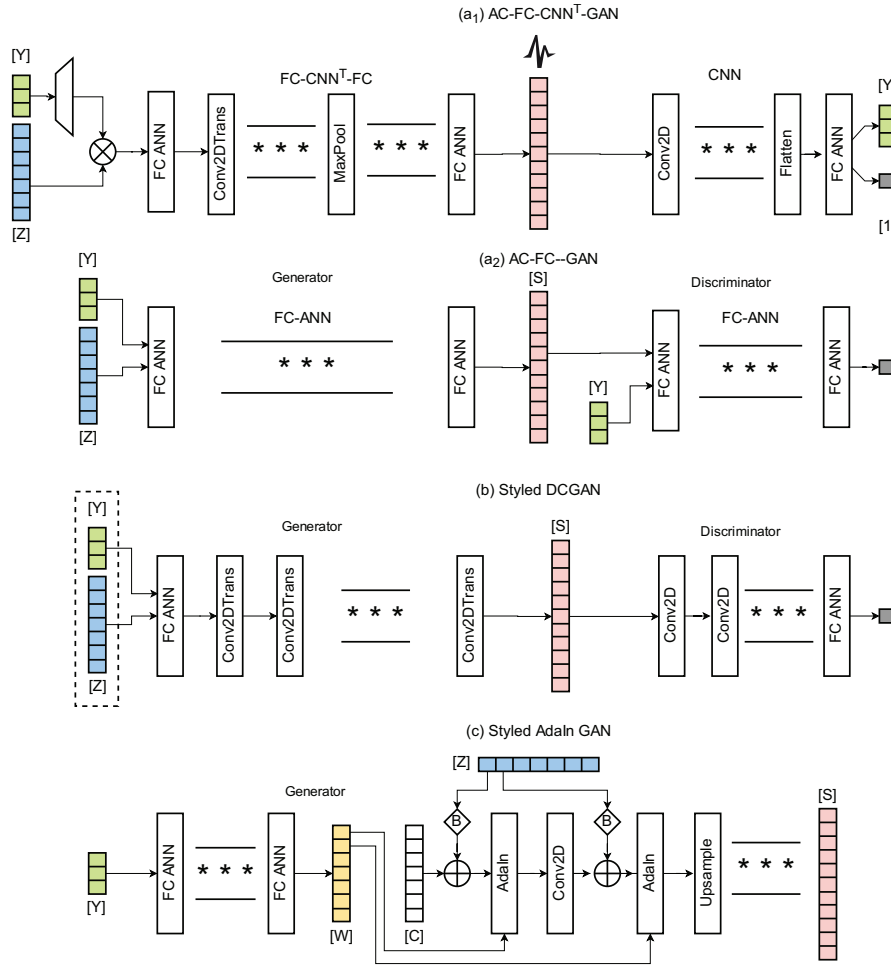 (a₁) AC-FC-CNNᵀ-GAN
[Y]
FC-CNNᵀ-FC
CNN
[Y
FC ANN
Conv2DTrans
* * *
MaxPool
* * *
FC ANN
Conv2D
* * *
Flatten
FC ANN
[Z]
[1
(a₂) AC-FC--GAN
[Y]
Generator
[S]
Discriminator
FC-ANN
FC-ANN
FC ANN
* * *
FC ANN
FC ANN
* * *
FC ANN
[Y]
[Z]
(b) Styled DCGAN
[Y]
Generator
[S]
Discriminator
FC ANN
Conv2DTrans
Conv2DTrans
* * *
Conv2DTrans
Conv2D
Conv2D
* * *
FC ANN
[Z]
(c) Styled AdaIn GAN
[Z]
Generator
[S]
B
B
FC ANN
* * *
FC ANN
AdaIn
Conv2D
AdaIn
Upsample
* * *
[Y]
[W]
[C]